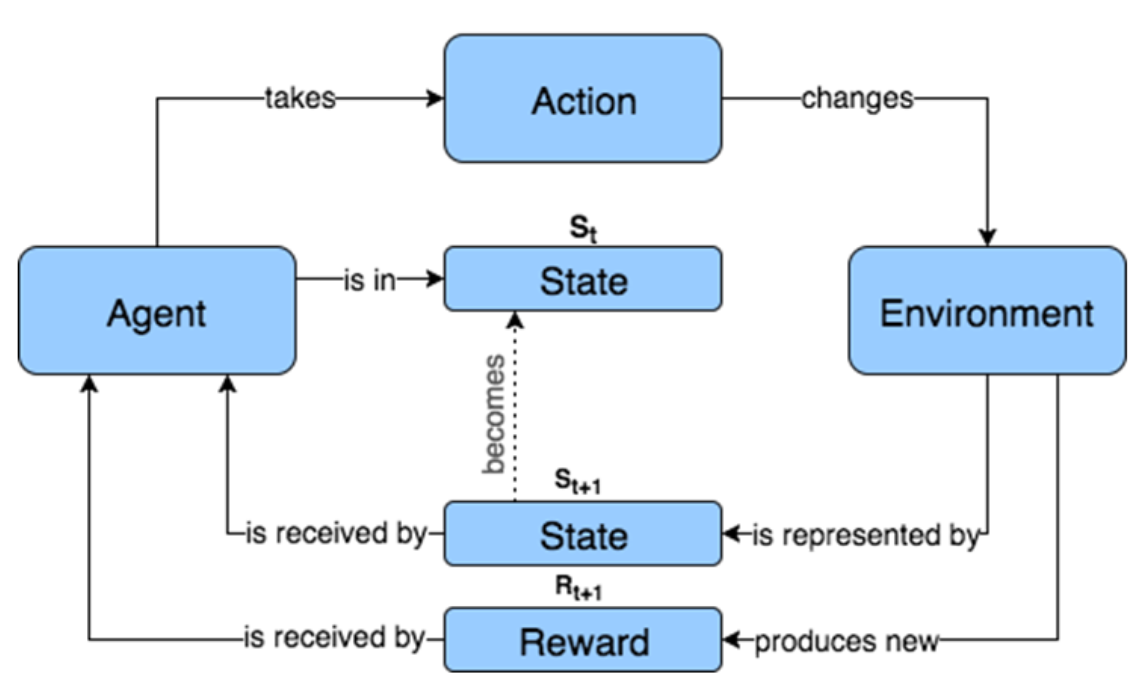 takes
Action
changes
S_t
Agent
is in
State
Environment
becomes
S_{t+1}
is received by
State
is represented by
R_{t+1}
is received by
Reward
produces new